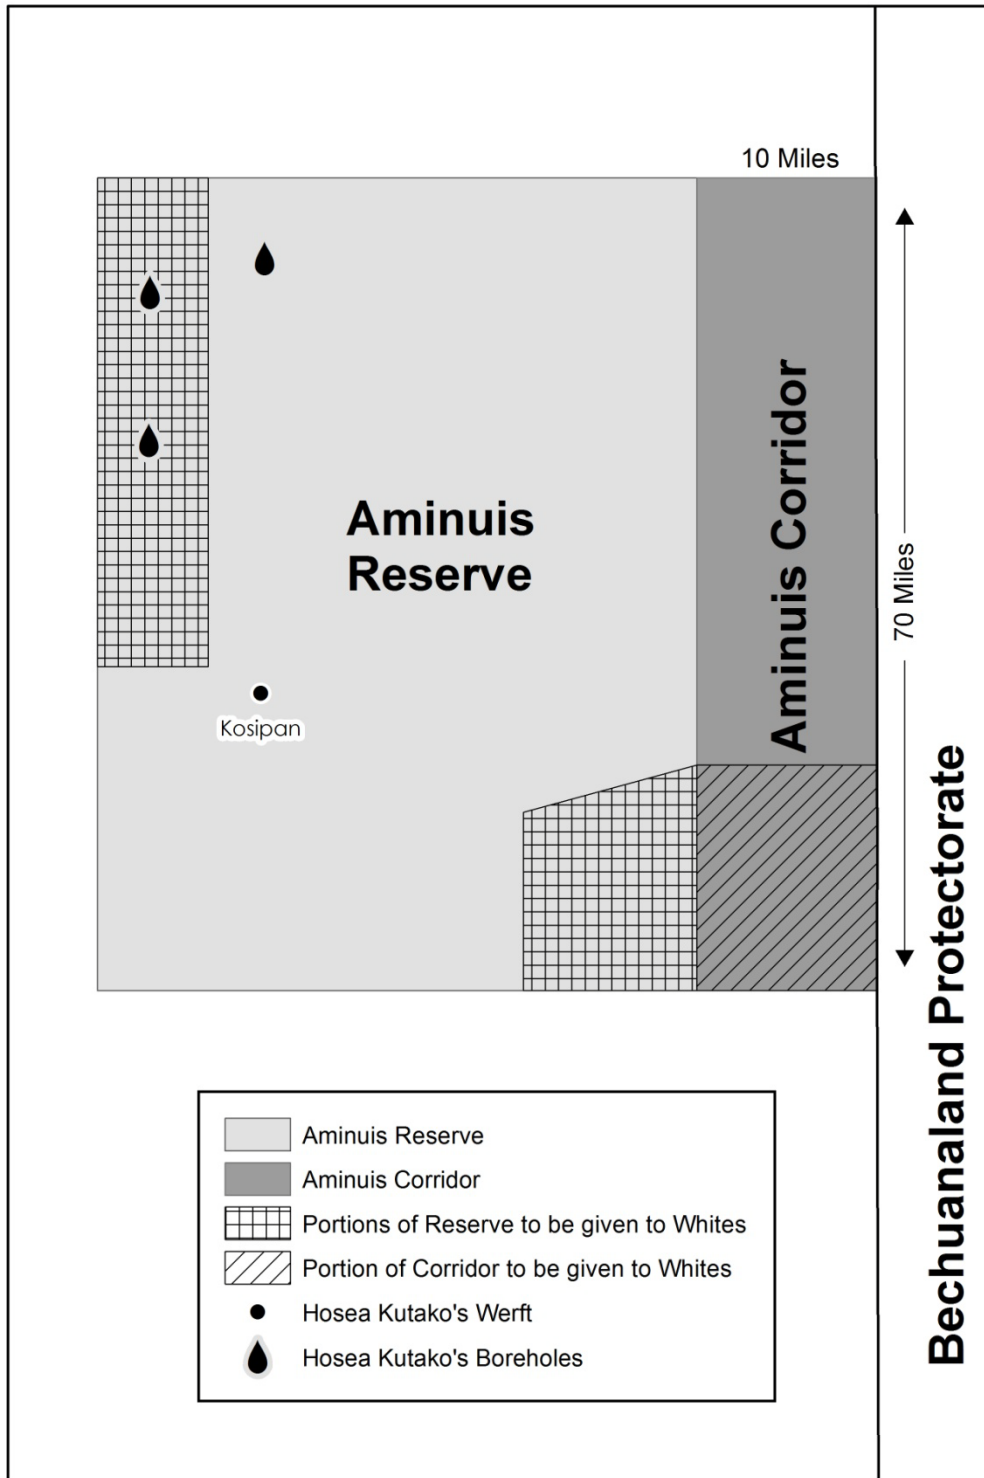 10 Miles
Aminuis
Reserve
Aminuis Corridor
70 Miles
Kosipan
Bechuanaland Protectorate
Aminuis Reserve
Aminuis Corridor
Portions of Reserve to be given to Whites
Portion of Corridor to be given to Whites
Hosea Kutako's Werft
Hosea Kutako's Boreholes